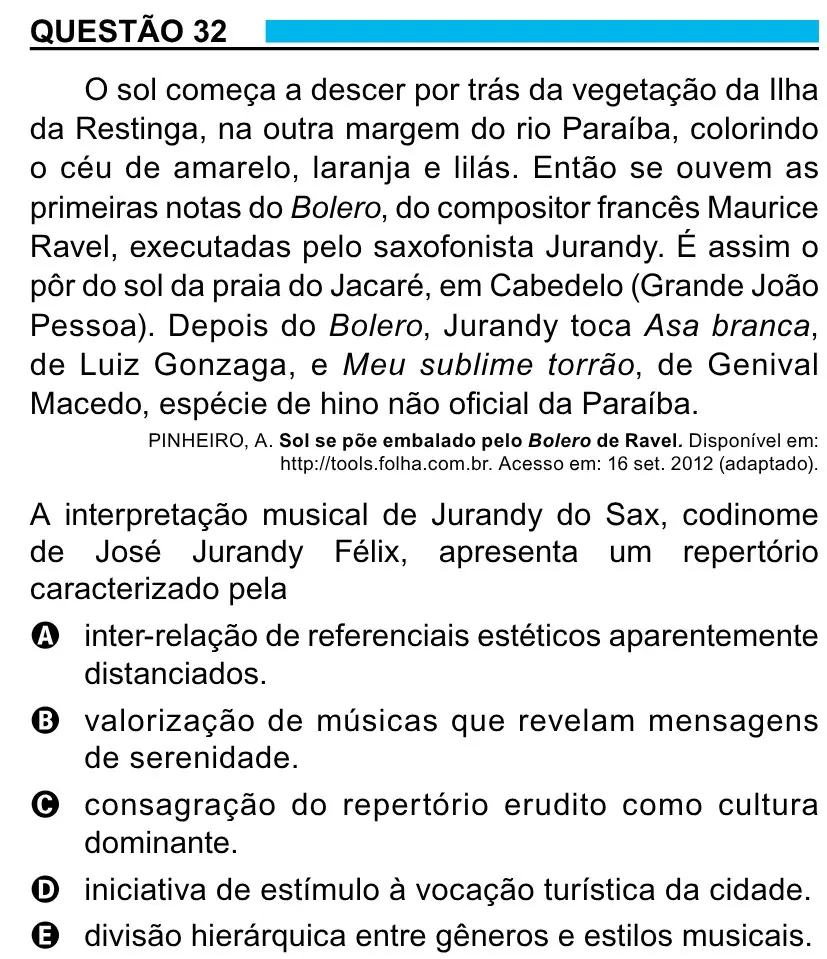 QUESTÃO 32
O sol começa a descer por trás da vegetação da Ilha
da Restinga, na outra margem do rio Paraíba, colorindo
o céu de amarelo, laranja e lilás. Então se ouvem as
primeiras notas do Bolero, do compositor francês Maurice
Ravel, executadas pelo saxofonista Jurandy. É assim o
pôr do sol da praia do Jacaré, em Cabedelo (Grande João
Pessoa). Depois do Bolero, Jurandy toca Asa branca,
de Luiz Gonzaga, e Meu sublime torrão, de Genival
Macedo, espécie de hino não oficial da Paraíba.
PINHEIRO, A. Sol se põe embalado pelo Bolero de Ravel. Disponível em:
http://tools.folha.com.br. Acesso em: 16 set. 2012 (adaptado).
A interpretação musical de Jurandy do Sax, codinome
de José Jurandy Félix, apresenta um repertório
caracterizado pela
A inter-relação de referenciais estéticos aparentemente
distanciados.
B valorização de músicas que revelam mensagens
de serenidade.
C consagração do repertório erudito como cultura
dominante.
D iniciativa de estímulo à vocação turística da cidade.
E divisão hierárquica entre gêneros e estilos musicais.